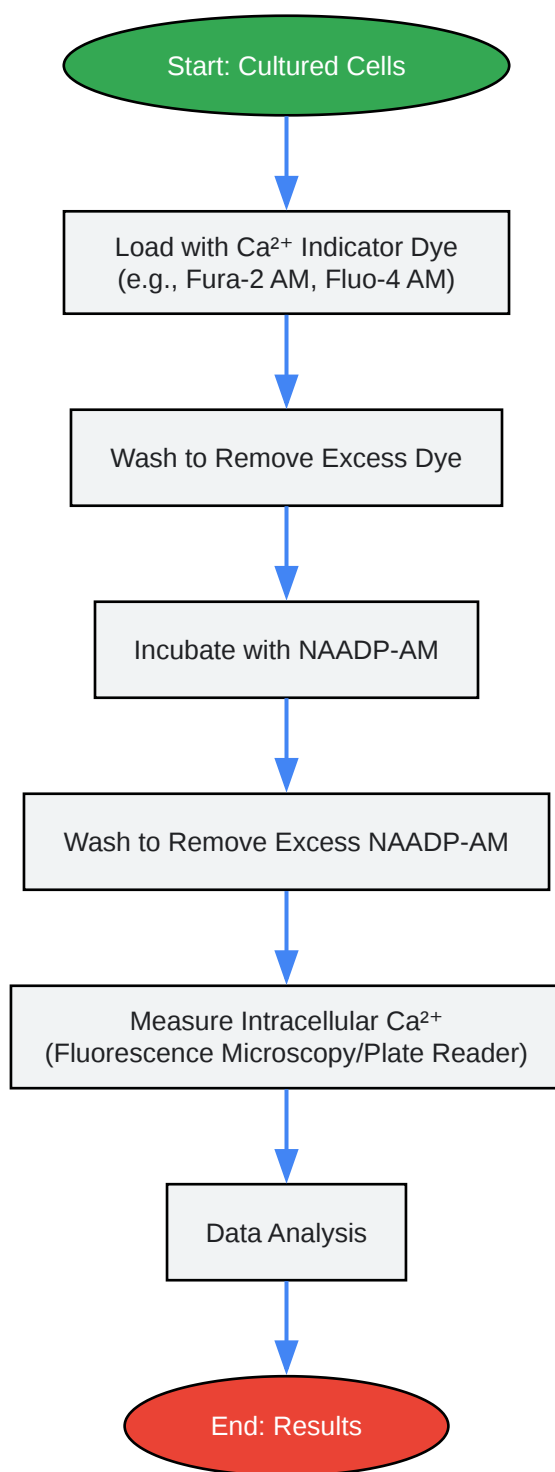 Start: Cultured Cells
Load with Ca²⁺ Indicator Dye
(e.g., Fura-2 AM, Fluo-4 AM)
Wash to Remove Excess Dye
Incubate with NAADP-AM
Wash to Remove Excess NAADP-AM
Measure Intracellular Ca²⁺
(Fluorescence Microscopy/Plate Reader)
Data Analysis
End: Results